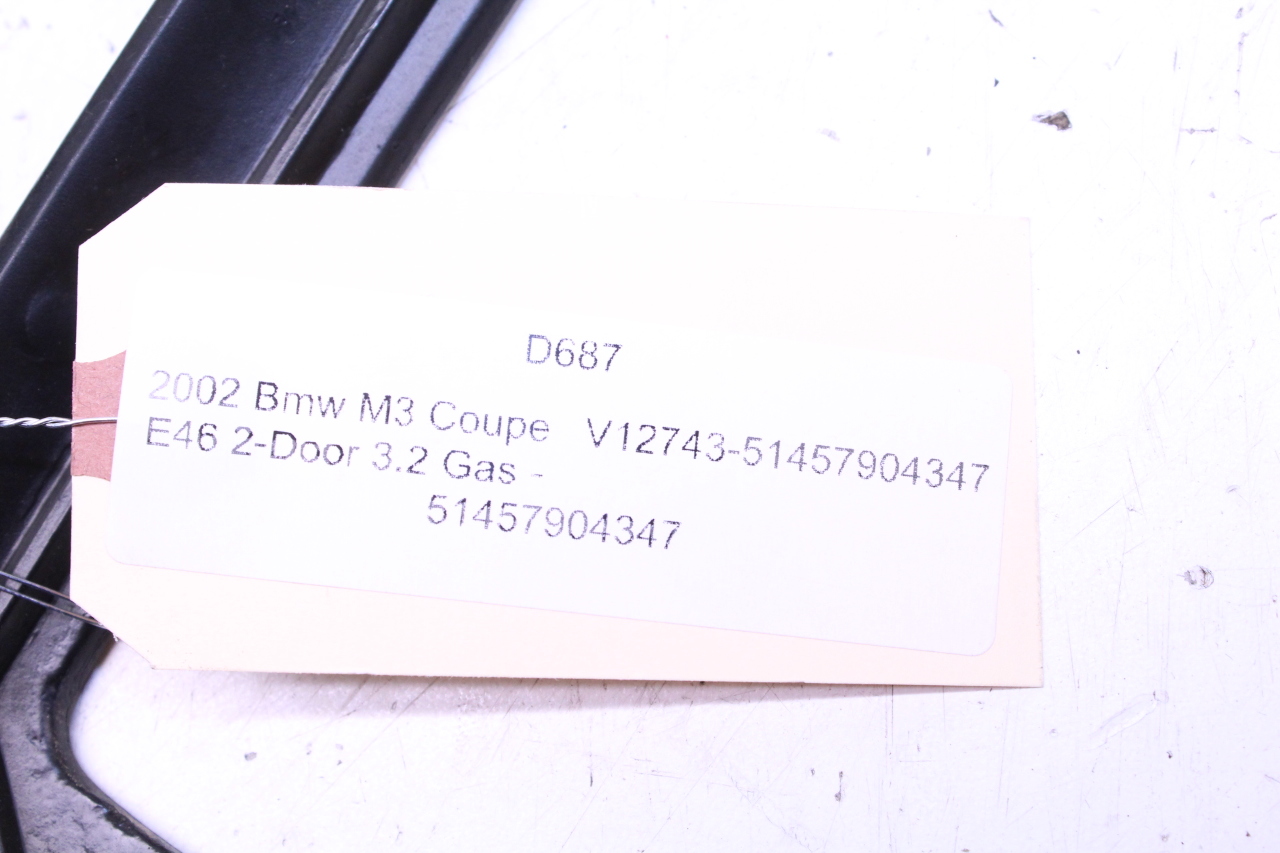 D687
2002 Bmw M3 Coupe V12743-51457904347
E46 2-Door 3.2 Gas -
51457904347